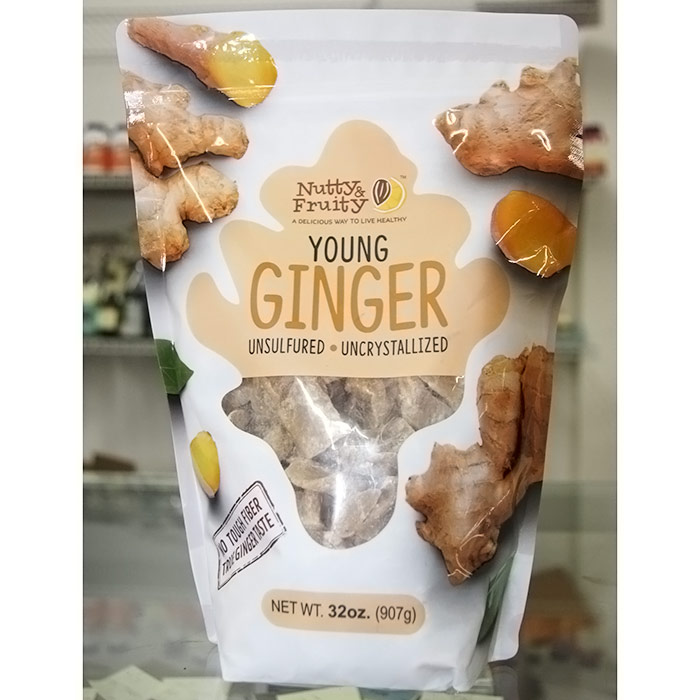 Nutty &
Fruity ™
A DELICIOUS WAY TO LIVE HEALTHY
YOUNG
GINGER
UNSULFURED • UNCRYSTALLIZED
NO TOUGH FIBER
TRUE GINGER TASTE
NET WT. 32oz. (907g)